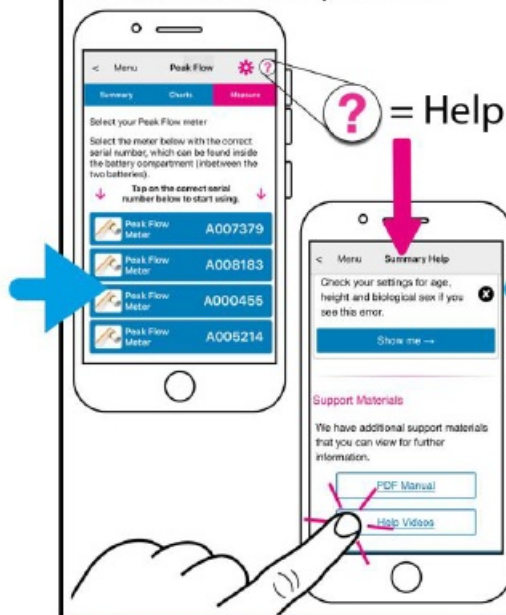 < Menu Peak Flow ?
Summary Charts Measure
Select your Peak Flow meter
Select the meter below with the correct
serial number, which can be found inside
the battery compartment (inbetween the
two batteries).
Tap on the correct serial
number below to start using.
Peak Flow
Meter A007379
Peak Flow
Meter A008183
Peak Flow
Meter A000455
Peak Flow
Meter A005214
? = Help
< Menu Summary Help
Check your settings for age,
height and biological sex if you
see this error.
Show me →
Support Materials
We have additional support materials
that you can view for further
information.
PDF Manual
Help Videos